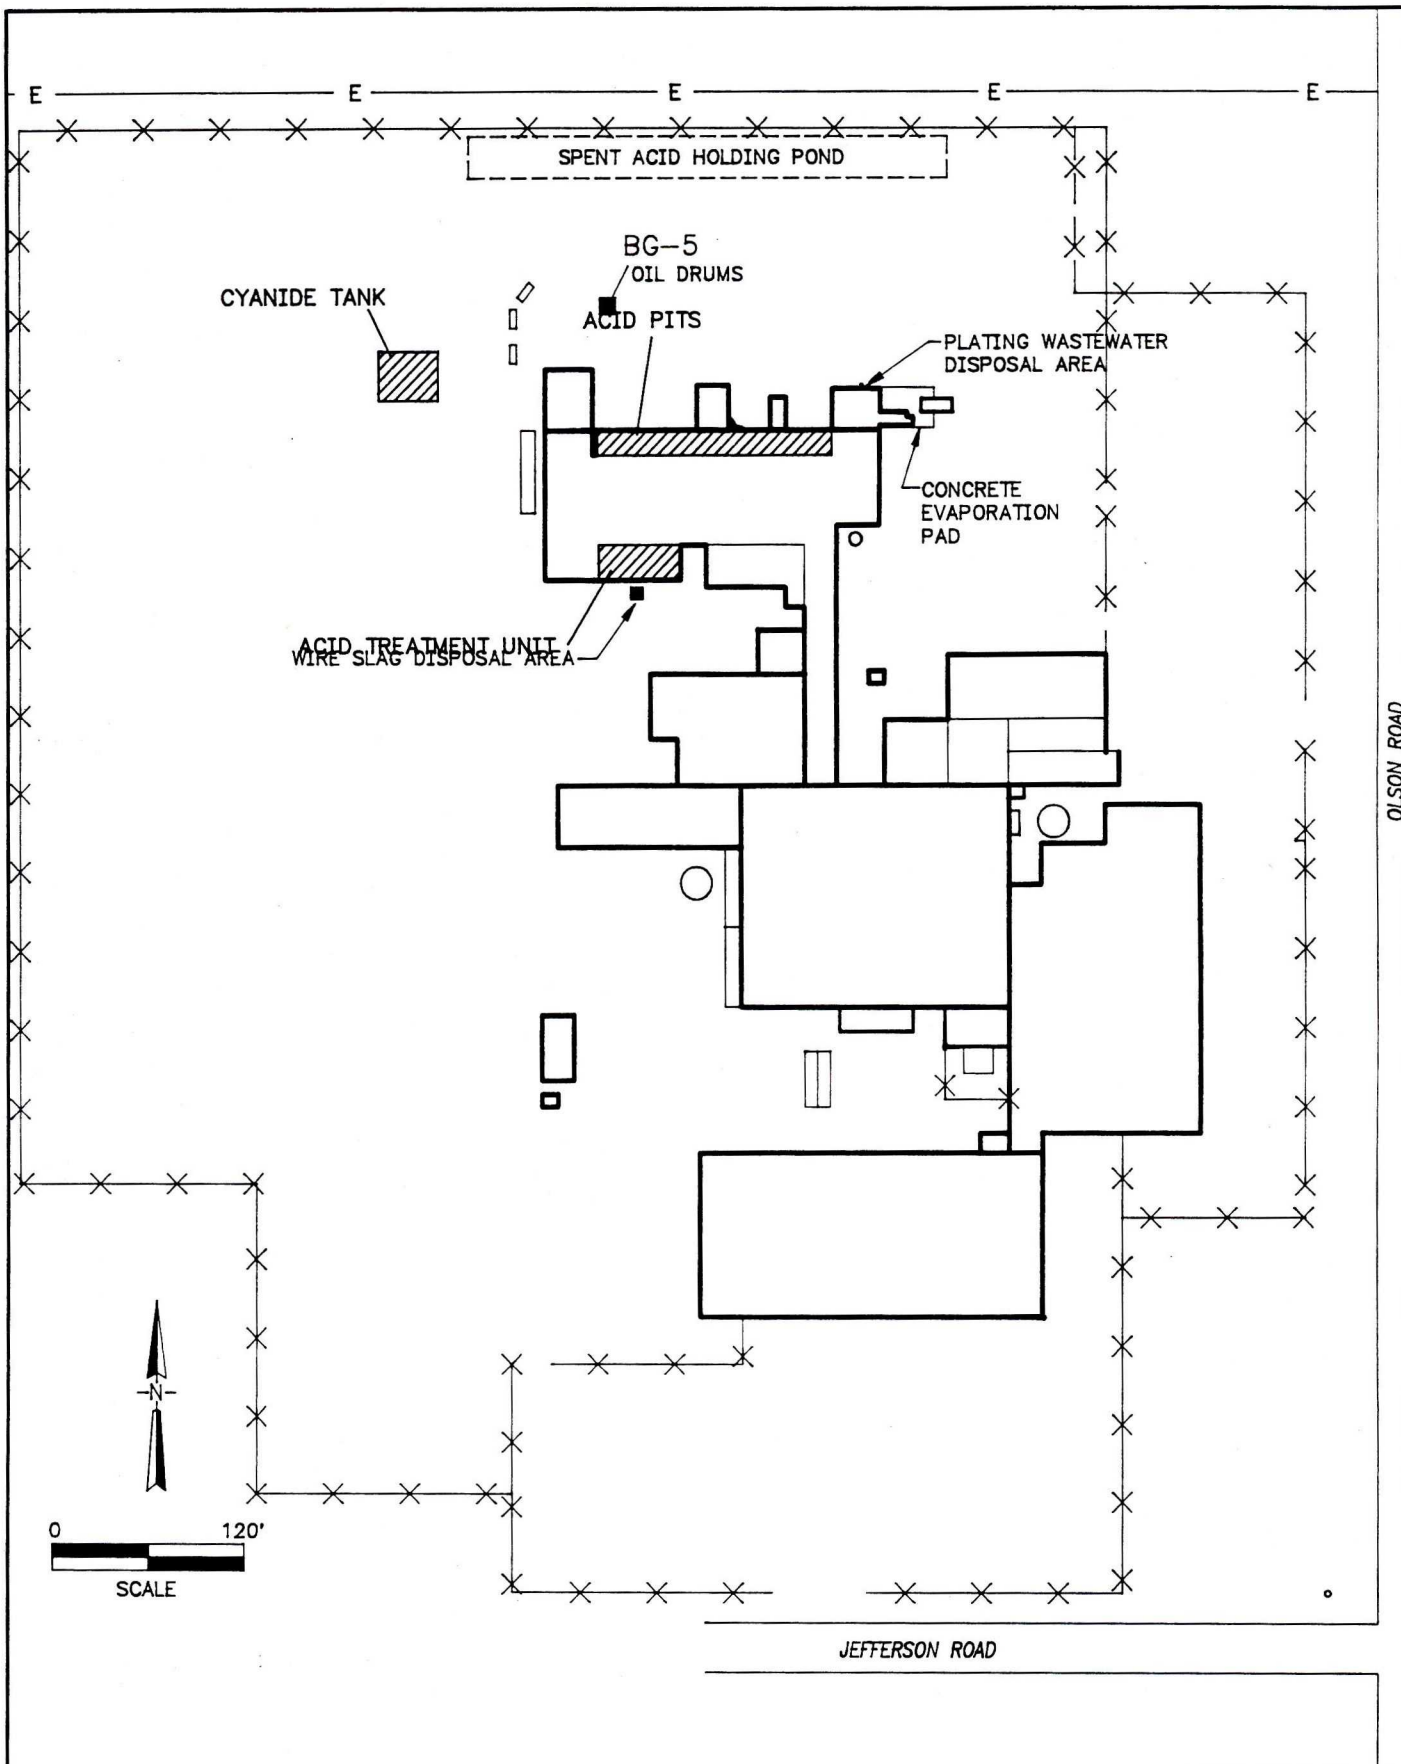 E E E E E
SPENT ACID HOLDING POND
BG-5
OIL DRUMS
CYANIDE TANK
ACID PITS
PLATING WASTEWATER
DISPOSAL AREA
CONCRETE
EVAPORATION
PAD
ACID TREATMENT UNIT
WIRE SLAG DISPOSAL AREA
OLSON ROAD
-N-
0 120'
SCALE
JEFFERSON ROAD